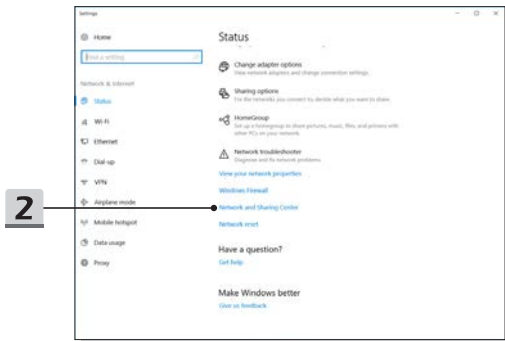 Settings
Home
Find a setting
Network & Internet
Status
Wi-Fi
Ethernet
Dial-up
VPN
Airplane mode
Mobile hotspot
Data usage
Proxy
Status
Change adapter options
View network adapters and change connection settings.
Sharing options
For the networks you connect to, decide what you want to share.
HomeGroup
Set up a homegroup to share pictures, music, files, and printers with
other PCs on your network.
Network troubleshooter
Diagnose and fix network problems.
View your network properties
Windows Firewall
Network and Sharing Center
Network reset
Have a question?
Get help
Make Windows better
Give us feedback
2